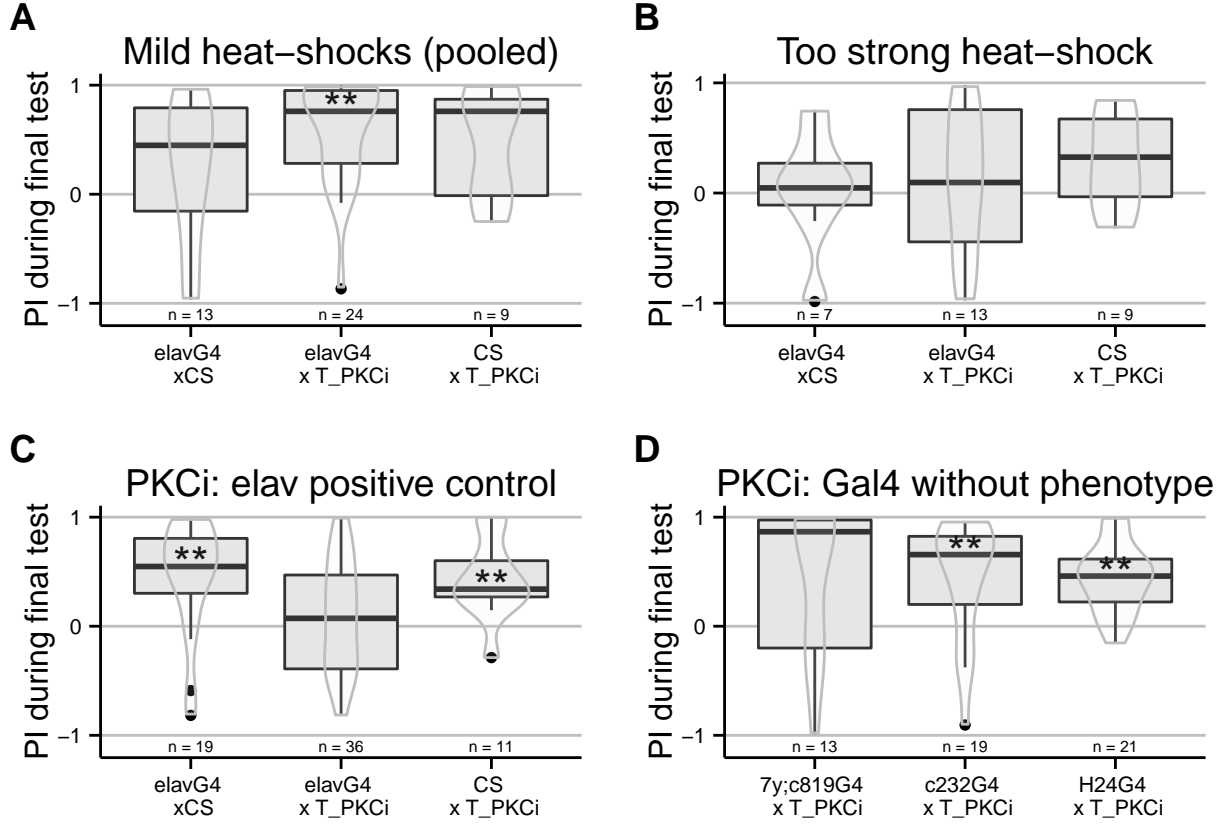 A
Mild heat−shocks (pooled)
PI during final test
1
0
−1
**
n = 13
n = 24
n = 9
elavG4
xCS
elavG4
x T_PKCi
CS
x T_PKCi
B
Too strong heat−shock
PI during final test
1
0
−1
n = 7
n = 13
n = 9
elavG4
xCS
elavG4
x T_PKCi
CS
x T_PKCi
C
PKCi: elav positive control
PI during final test
1
0
−1
**
**
n = 19
n = 36
n = 11
elavG4
xCS
elavG4
x T_PKCi
CS
x T_PKCi
D
PKCi: Gal4 without phenotype
PI during final test
1
0
−1
**
**
n = 13
n = 19
n = 21
7y;c819G4
x T_PKCi
c232G4
x T_PKCi
H24G4
x T_PKCi